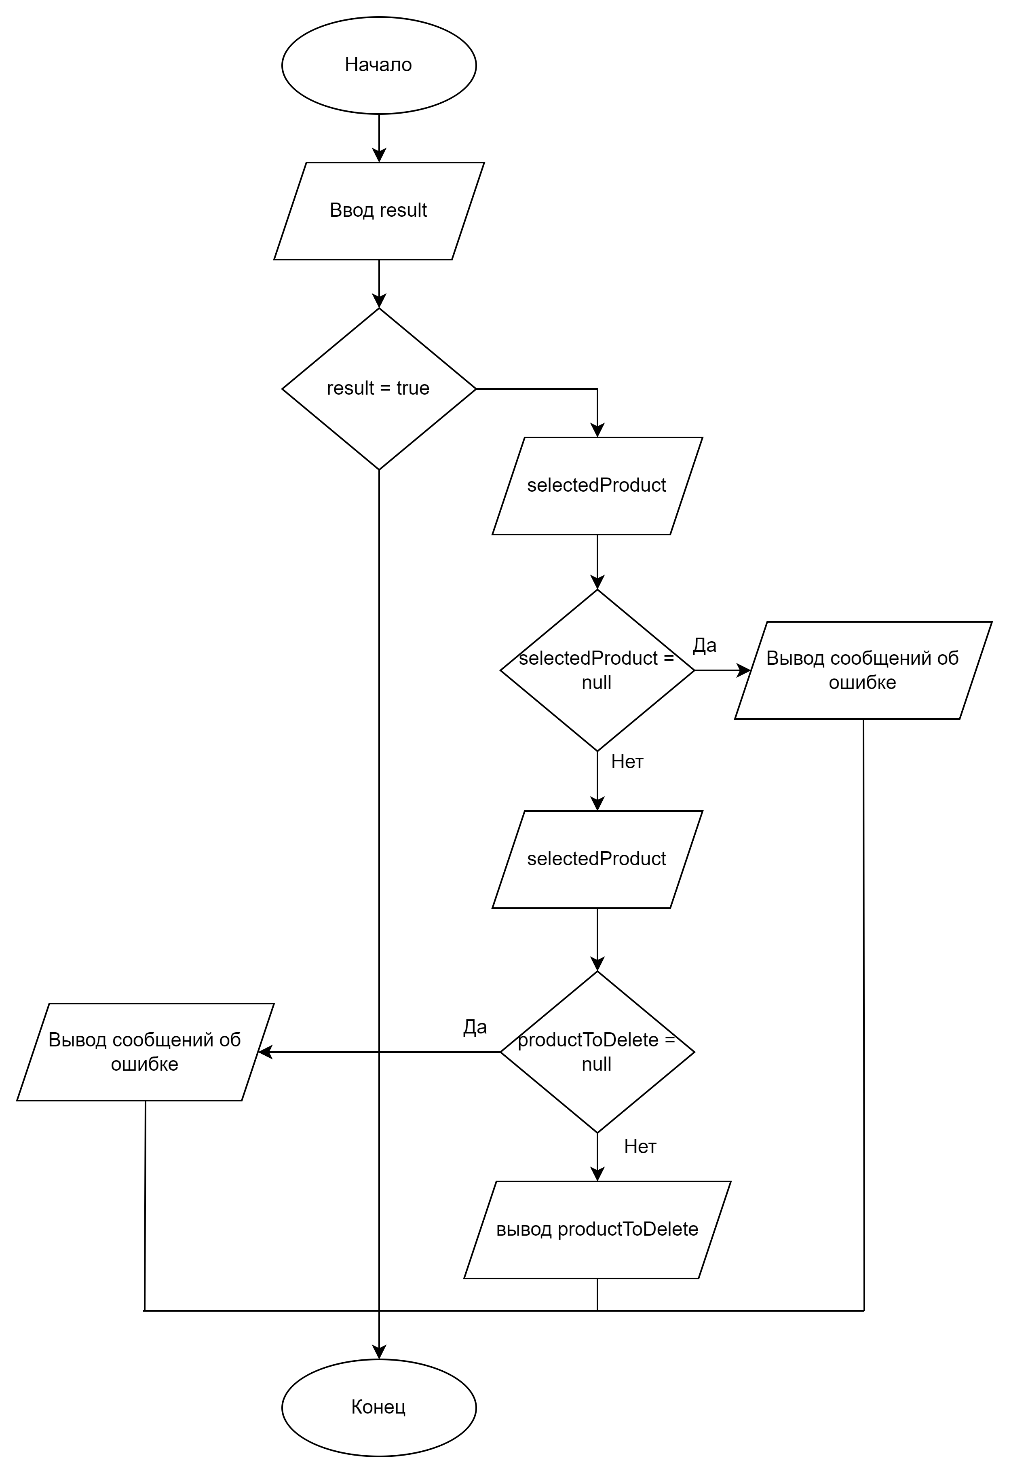 Начало
Ввод result
result = true
selectedProduct
selectedProduct =
null
Да
Вывод сообщений об
ошибке
Нет
selectedProduct
productToDelete =
null
Да
Вывод сообщений об
ошибке
Нет
вывод productToDelete
Конец